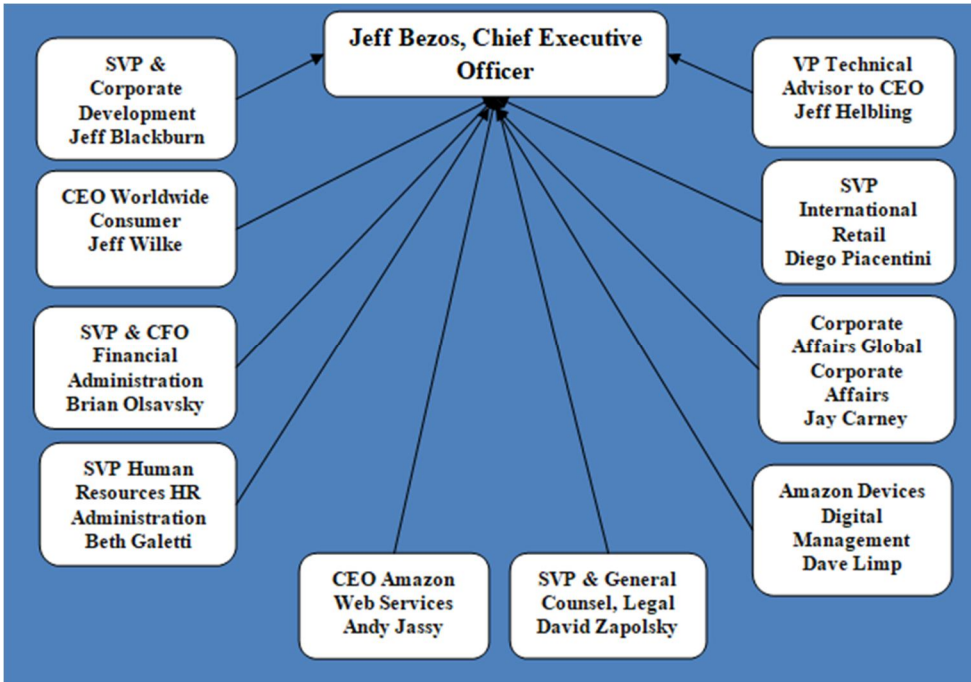 Jeff Bezos, Chief Executive
Officer
SVP &
Corporate
Development
Jeff Blackburn
VP Technical
Advisor to CEO
Jeff Helbling
CEO Worldwide
Consumer
Jeff Wilke
SVP
International
Retail
Diego Piacentini
SVP & CFO
Financial
Administration
Brian Olsavsky
Corporate
Affairs Global
Corporate
Affairs
Jay Carney
SVP Human
Resources HR
Administration
Beth Galetti
Amazon Devices
Digital
Management
Dave Limp
CEO Amazon
Web Services
Andy Jassy
SVP & General
Counsel, Legal
David Zapolsky